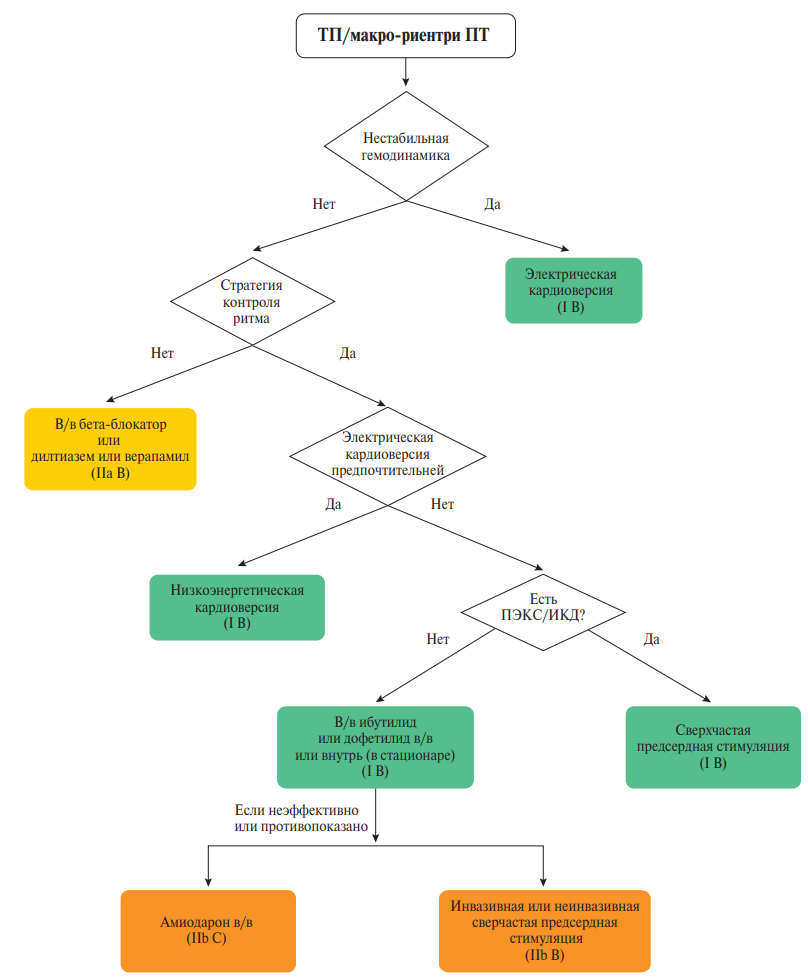 ТП/макро-риентри ПТ
Нестабильная
гемодинамика
Нет
Да
Электрическая
кардиоверсия
(I B)
Стратегия
контроля
ритма
Нет
Да
В/в бета-блокатор
или
дилтиазем или верапамил
(IIa B)
Электрическая
кардиоверсия
предпочтительней
Да
Нет
Низкоэнергетическая
кардиоверсия
(I B)
Есть
ПЭКС/ИКД?
Нет
Да
В/в ибутилид
или дофетилид в/в
или внутрь (в стационаре)
(I B)
Сверхчастая
предсердная стимуляция
(I B)
Если неэффективно
или противопоказано
Амиодарон в/в
(IIb C)
Инвазивная или неинвазивная
сверчастая предсердная
стимуляция
(IIb B)